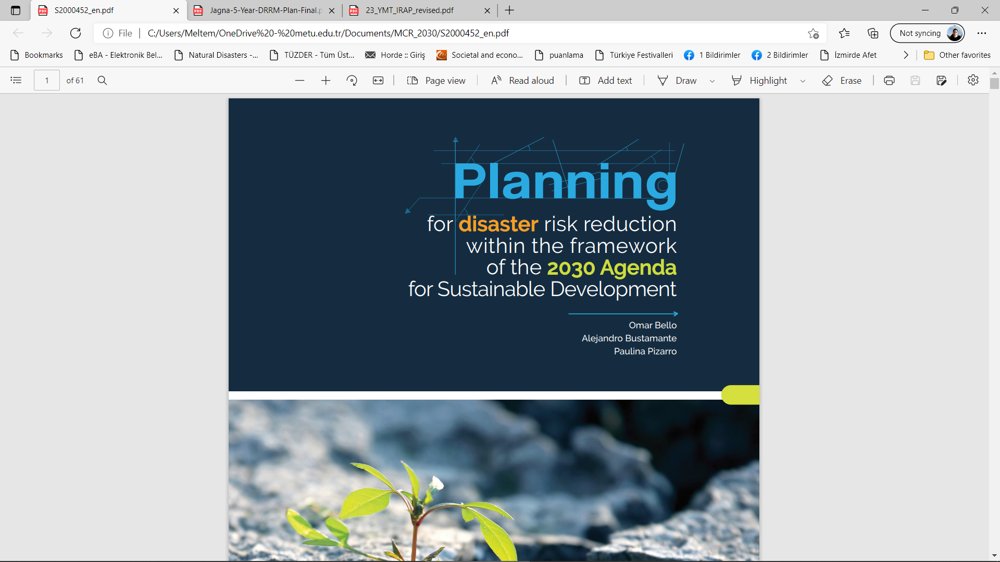 S2000452_en.pdf
Jagna-5-Year-DRRM-Plan-Final.p
23_YMT_IRAP_revised.pdf
File
C:/Users/Meltem/OneDrive%20-%20metu.edu.tr/Documents/MCR_2030/S2000452_en.pdf
Not syncing
Bookmarks
eBA - Elektronik Bel...
Natural Disasters -...
TÜZDER - Tüm Üst...
Horde :: Giriş
Societal and econo...
puanlama
Türkiye Festivalleri
1 Bildirimler
2 Bildirimler
İzmirde Afet
Other favorites
1 of 61
Page view
Read aloud
Add text
Draw
Highlight
Erase
Planning
for disaster risk reduction
within the framework
of the 2030 Agenda
for Sustainable Development
Omar Bello
Alejandro Bustamante
Paulina Pizarro